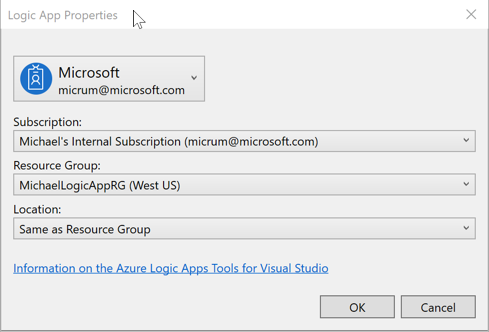 Logic App Properties
Microsoft
micrum@microsoft.com
Subscription:
Michael's Internal Subscription (micrum@microsoft.com)
Resource Group:
MichaelLogicAppRG (West US)
Location:
Same as Resource Group
Information on the Azure Logic Apps Tools for Visual Studio
OK
Cancel